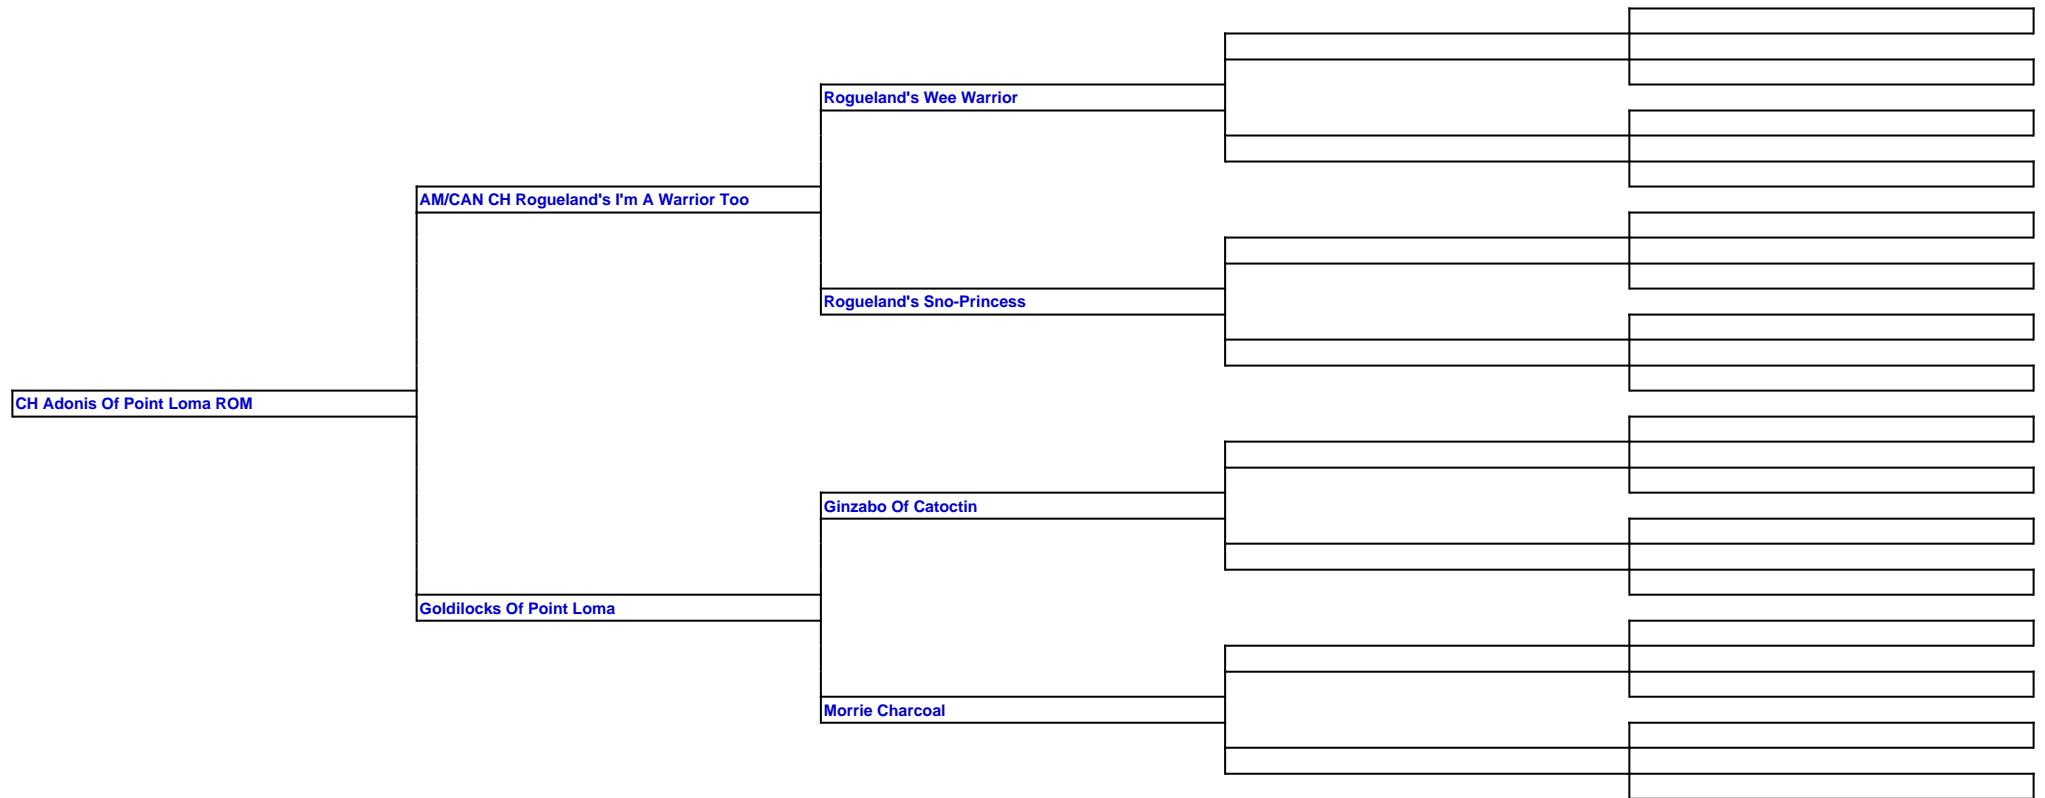 Rogueland's Wee Warrior
AM/CAN CH Rogueland's I'm A Warrior Too
Rogueland's Sno-Princess
CH Adonis Of Point Loma ROM
Ginzabo Of Catoctin
Goldilocks Of Point Loma
Morrie Charcoal